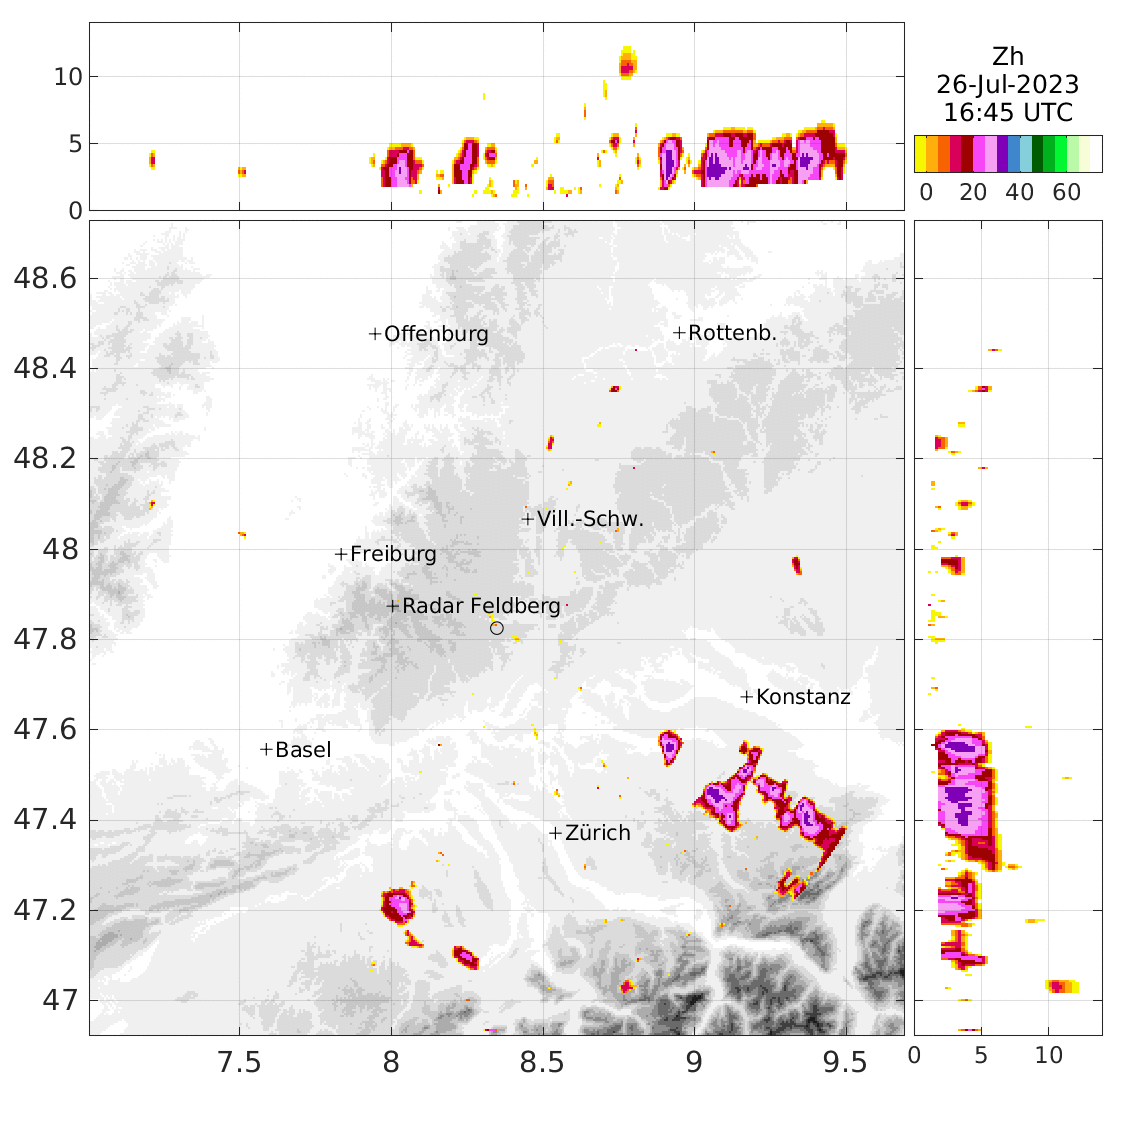 Zh
26-Jul-2023
16:45 UTC
10
5
0
0 20 40 60
48.6
48.4
48.2
48
47.8
47.6
47.4
47.2
47
Offenburg
Rottenb.
Vill.-Schw.
Freiburg
Radar Feldberg
Konstanz
Basel
Zürich
7.5 8 8.5 9 9.5
0 5 10